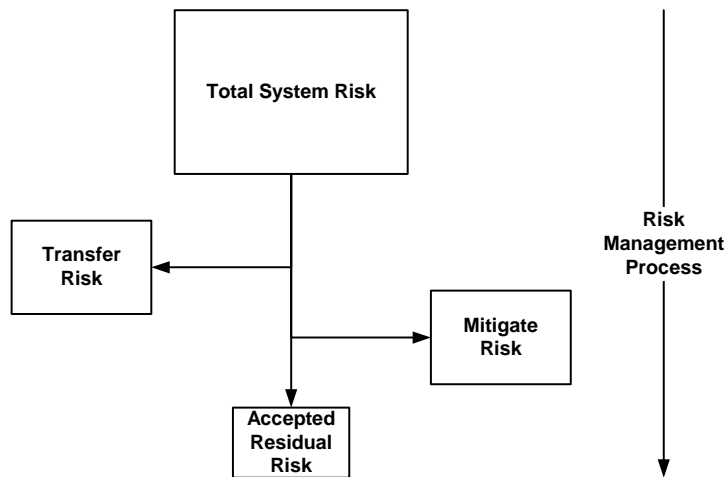 Total System Risk
Transfer
Risk
Risk
Management
Process
Mitigate
Risk
Accepted
Residual
Risk